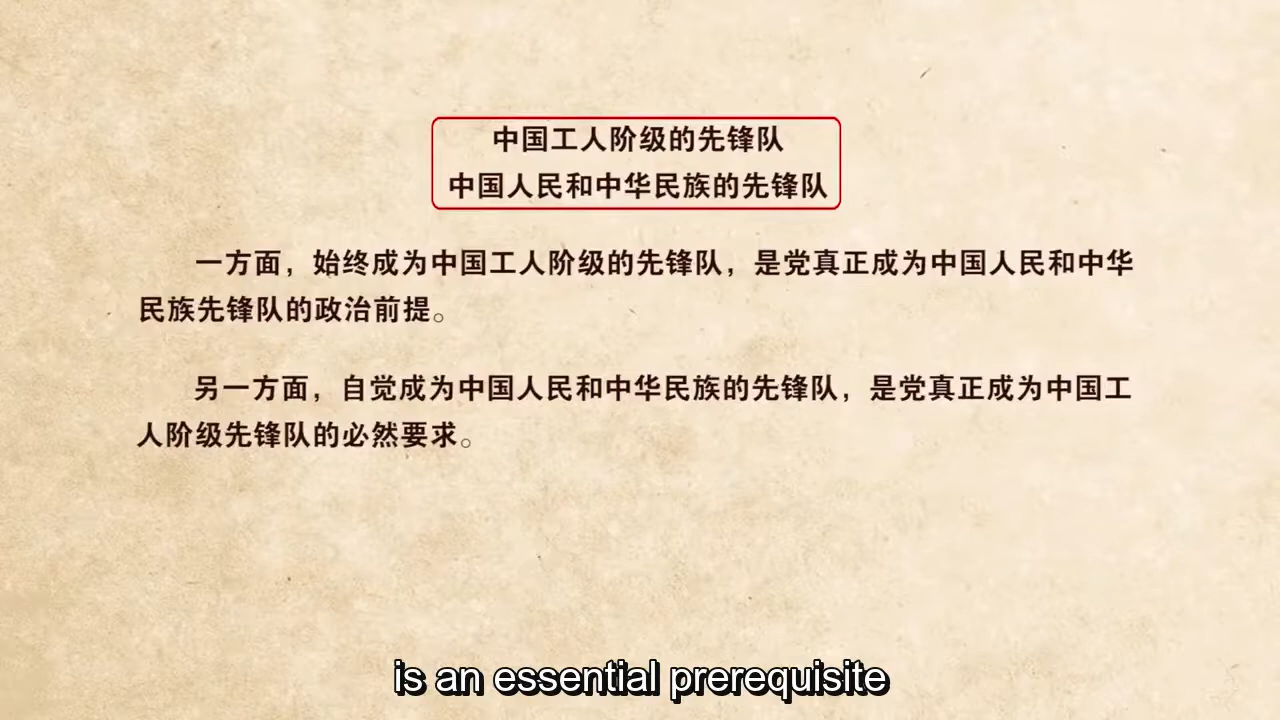 中国工人阶级的先锋队
中国人民和中华民族的先锋队
一方面，始终成为中国工人阶级的先锋队，是党真正成为中国人民和中华
民族先锋队的政治前提。
另一方面，自觉成为中国人民和中华民族的先锋队，是党真正成为中国工
人阶级先锋队的必然要求。
is an essential prerequisite